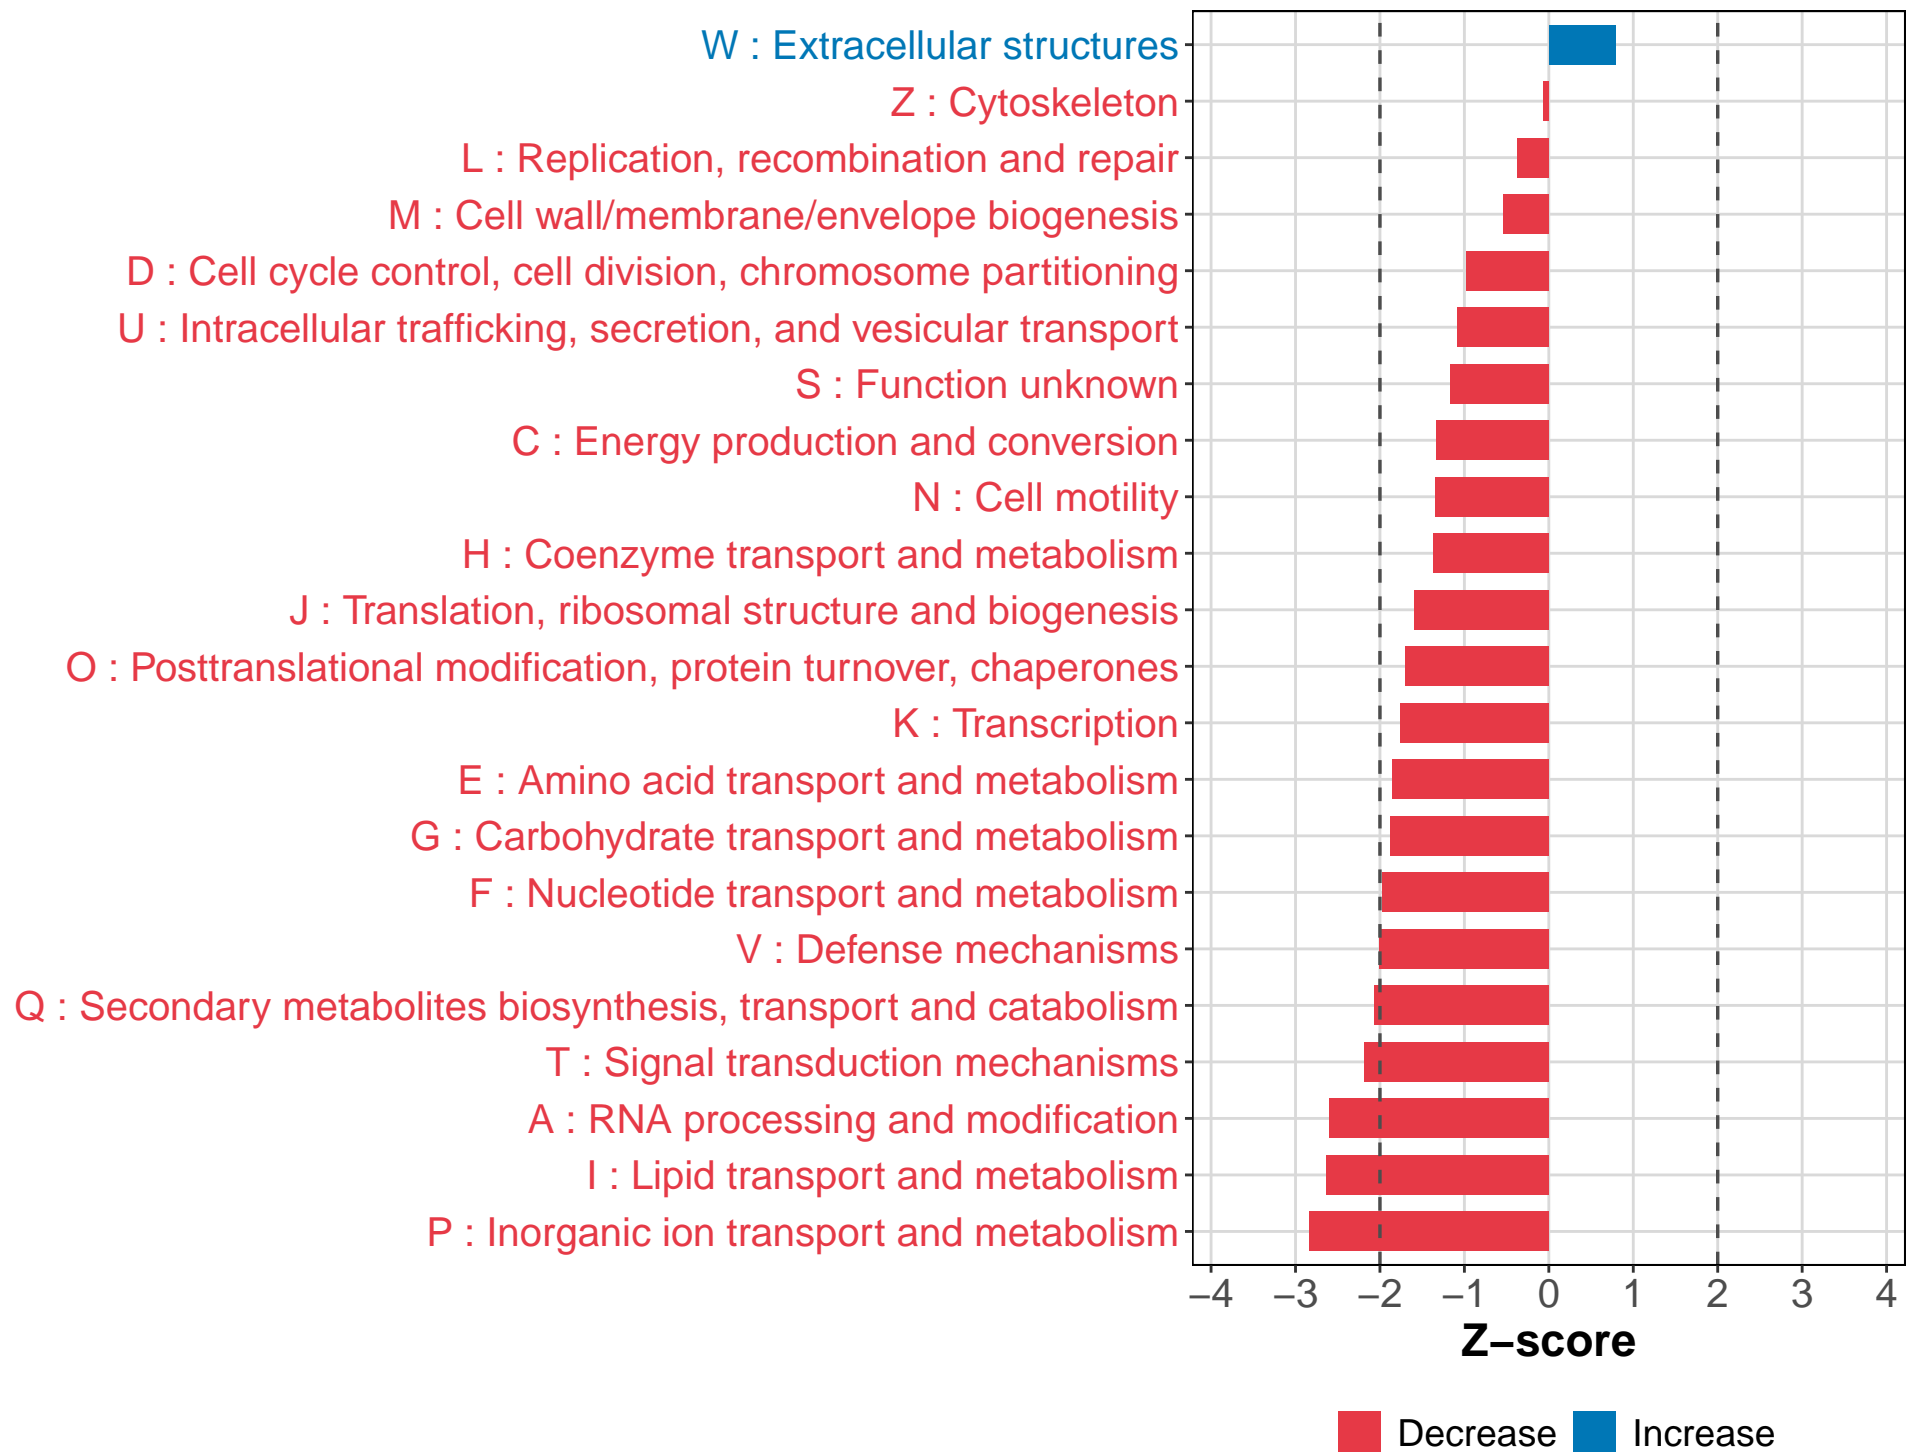 W : Extracellular structures
Z : Cytoskeleton
L : Replication, recombination and repair
M : Cell wall/membrane/envelope biogenesis
D : Cell cycle control, cell division, chromosome partitioning
U : Intracellular trafficking, secretion, and vesicular transport
S : Function unknown
C : Energy production and conversion
N : Cell motility
H : Coenzyme transport and metabolism
J : Translation, ribosomal structure and biogenesis
O : Posttranslational modification, protein turnover, chaperones
K : Transcription
E : Amino acid transport and metabolism
G : Carbohydrate transport and metabolism
F : Nucleotide transport and metabolism
V : Defense mechanisms
Q : Secondary metabolites biosynthesis, transport and catabolism
T : Signal transduction mechanisms
A : RNA processing and modification
I : Lipid transport and metabolism
P : Inorganic ion transport and metabolism
−4 −3 −2 −1 0 1 2 3 4
Z−score
Decrease Increase